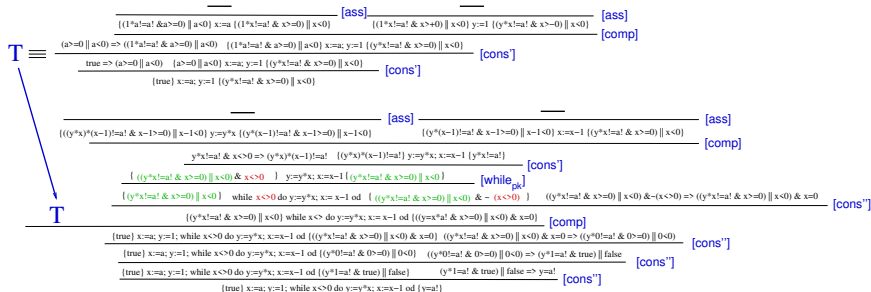 [ass] [ass]
{(1*a!=a! &a>=0) || a<0} x:=a {(1*x!=a! & x>=0) || x<0} {(1*x!=a! & x>+0) || x<0} y:=1 {(y*x!=a! & x>−0) || x<0}
[comp]
T ≡ (a>=0 || a<0) => ((1*a!=a! & a>=0) || a<0) {(1*a!=a! & a>=0) || a<0} x:=a; y:=1 {(y*x!=a! & x>=0) || x<0} [cons']
true => (a>=0 || a<0) {a>=0 || a<0} x:=a; y:=1 {(y*x!=a! & x>=0) || x<0} [cons']
{true} x:=a; y:=1 {(y*x!=a! & x>=0) || x<0}
[ass] [ass]
{((y*x)*(x−1)!=a! & x−1>=0) || x−1<0} y:=y*x {(y*(x−1)!=a! & x−1>=0) || x−1<0} {(y*(x−1)!=a! & x−1>=0) || x−1<0} x:=x−1 {(y*x!=a! & x>=0) || x<0}
[comp]
y*x!=a! & x<>0 => (y*x)*(x−1)!=a! {(y*x)*(x−1)!=a!} y:=y*x; x:=x−1 {y*x!=a!} [cons']
{ ((y*x!=a! & x>=0) || x<0) & x<>0 } y:=y*x; x:=x−1 {(y*x!=a! & x>=0) || x<0} [while pk]
{(y*x!=a! & x>=0) || x<0} while x<>0 do y:=y*x; x:= x−1 od { ((y*x!=a! & x>=0) || x<0) & − (x<>0) } ((y*x!=a! & x>=0) || x<0) &−(x<>0) => ((y*x!=a! & x>=0) || x<0) & x=0 [cons'']
T {(y*x!=a! & x>=0) || x<0} while x<> do y:=y*x; x:= x−1 od {((y=x*a! & x>=0) || x<0) & x=0} [comp]
{true} x:=a; y:=1; while x<>0 do y:=y*x; x:=x−1 od {((y*x!=a! & x>=0) || x<0) & x=0} ((y*x!=a! & x>=0) || x<0) & x=0 => ((y*0!=a! & 0>=0) || 0<0) [cons'']
{true} x:=a; y:=1; while x<>0 do y:=y*x; x:=x−1 od {(y*0!=a! & 0>=0) || 0<0} ((y*0!=a! & 0>=0) || 0<0) => (y*1=a! & true) || false [cons'']
{true} x:=a; y:=1; while x<>0 do y:=y*x; x:=x−1 od {(y*1=a! & true) || false} (y*1=a! & true) || false => y=a! [cons'']
{true} x:=a; y:=1; while x<>0 do y:=y*x; x:=x−1 od {y=a!}